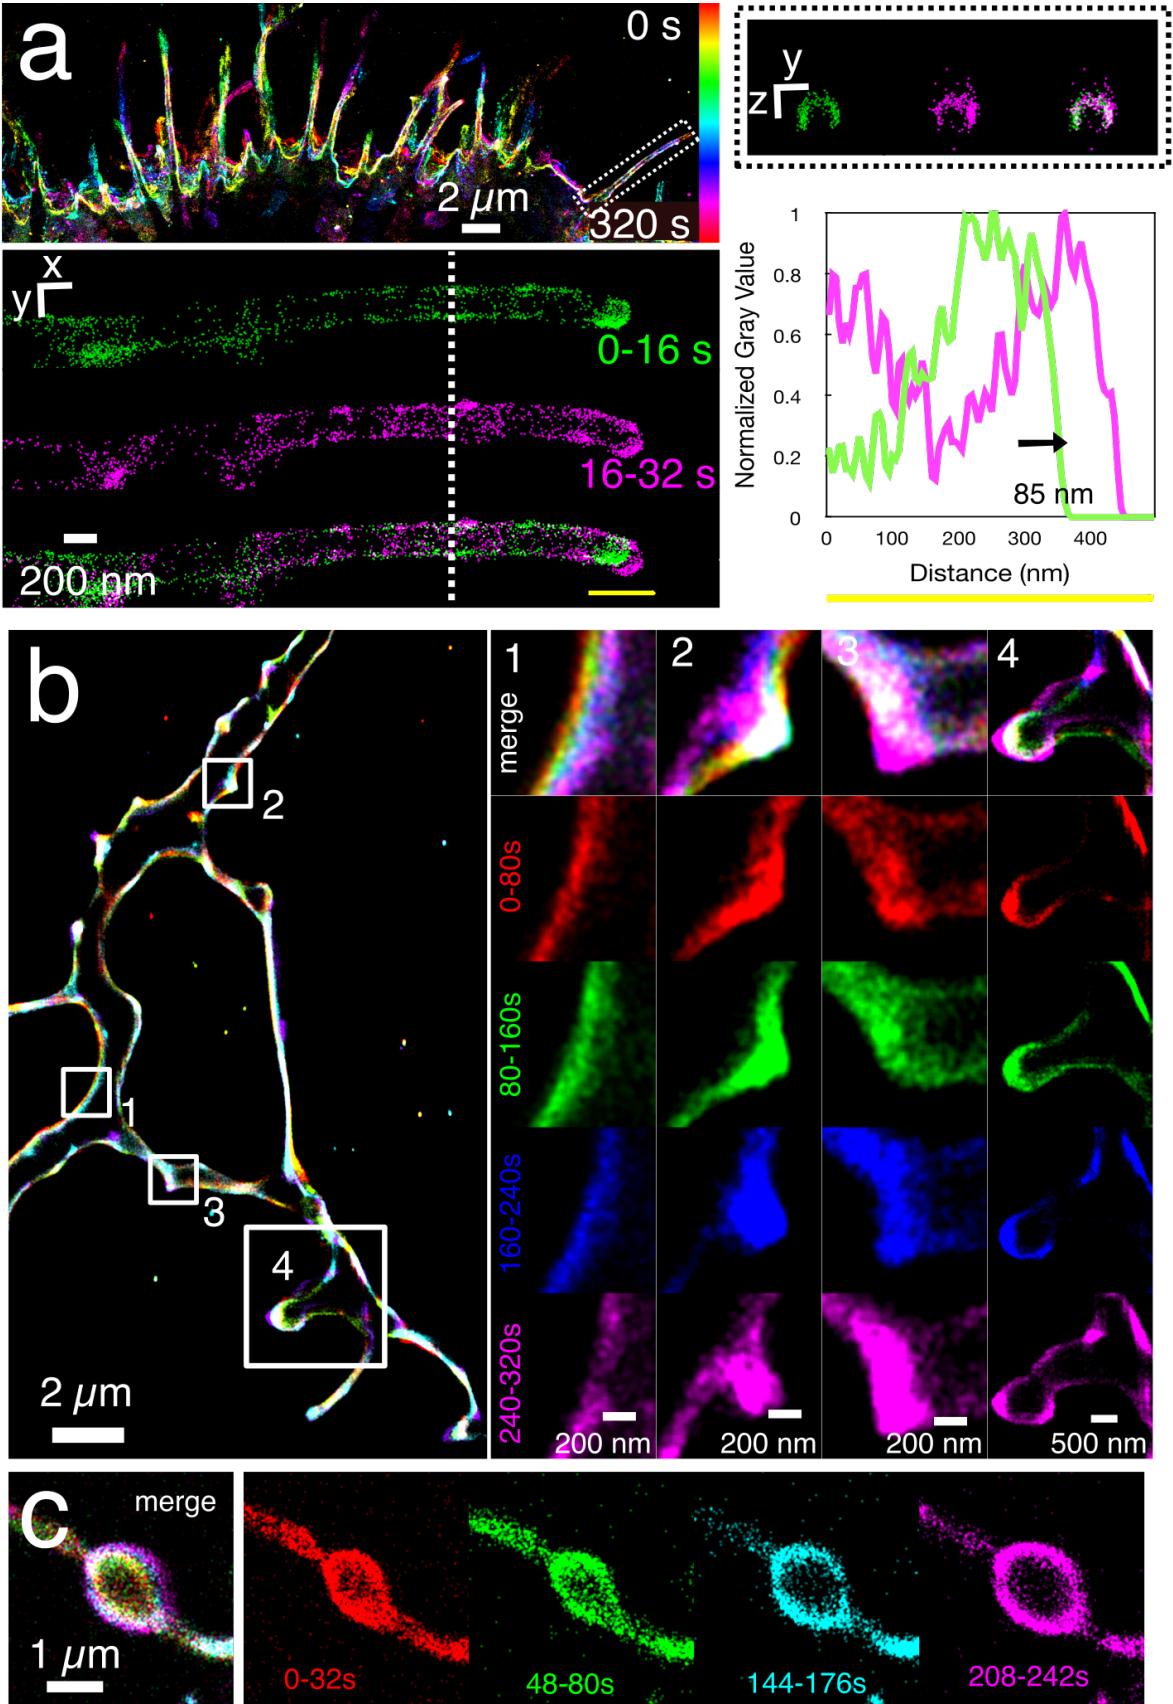 a
0 s
2 μm
320 s
y
z
x
y
0-16 s
16-32 s
200 nm
1
0.8
0.6
0.4
0.2
0
Normalized Gray Value
85 nm
0
100
200
300
400
Distance (nm)
b
2
1
3
4
2 μm
1
2
3
4
merge
0-80s
80-160s
160-240s
240-320s
200 nm
200 nm
200 nm
500 nm
c
merge
1 μm
0-32s
48-80s
144-176s
208-242s